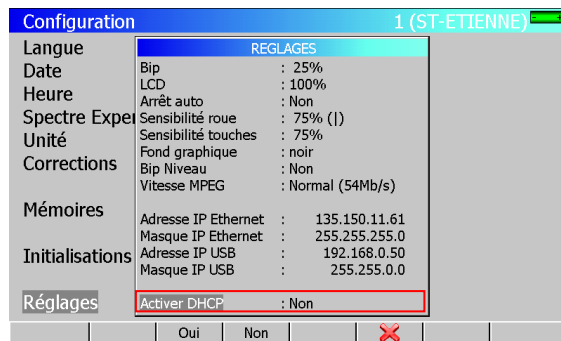 Configuration 1 (ST-ETIENNE)
Langue
Date
Heure
Spectre Exper
Unité
Corrections
Mémoires
Initialisations
Réglages
REGLAGES
Bip : 25%
LCD : 100%
Arrêt auto : Non
Sensibilité roue : 75% (|)
Sensibilité touches : 75%
Fond graphique : noir
Bip Niveau : Non
Vitesse MPEG : Normal (54Mb/s)
Adresse IP Ethernet : 135.150.11.61
Masque IP Ethernet : 255.255.255.0
Adresse IP USB : 192.168.0.50
Masque IP USB : 255.255.0.0
Activer DHCP : Non
Oui Non